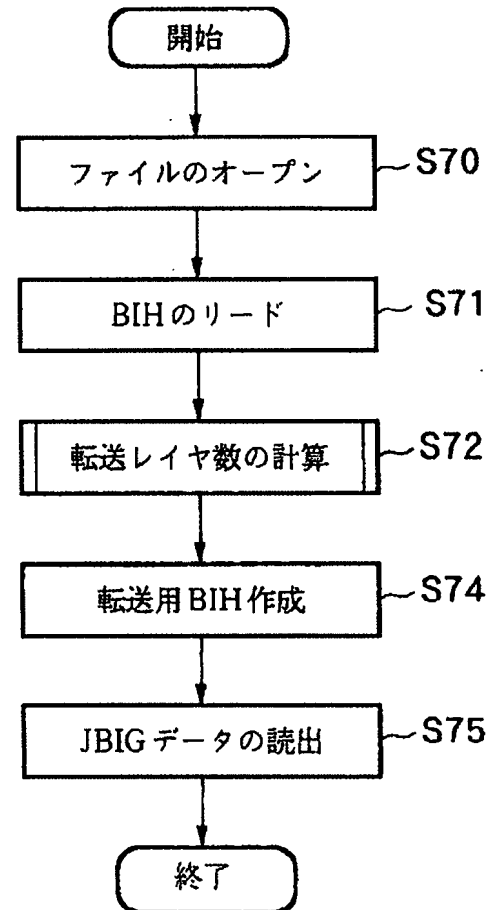 開始
ファイルのオープン S70
BIHのリード S71
転送レイヤ数の計算 S72
転送用BIH作成 S74
JBIGデータの読出 S75
終了